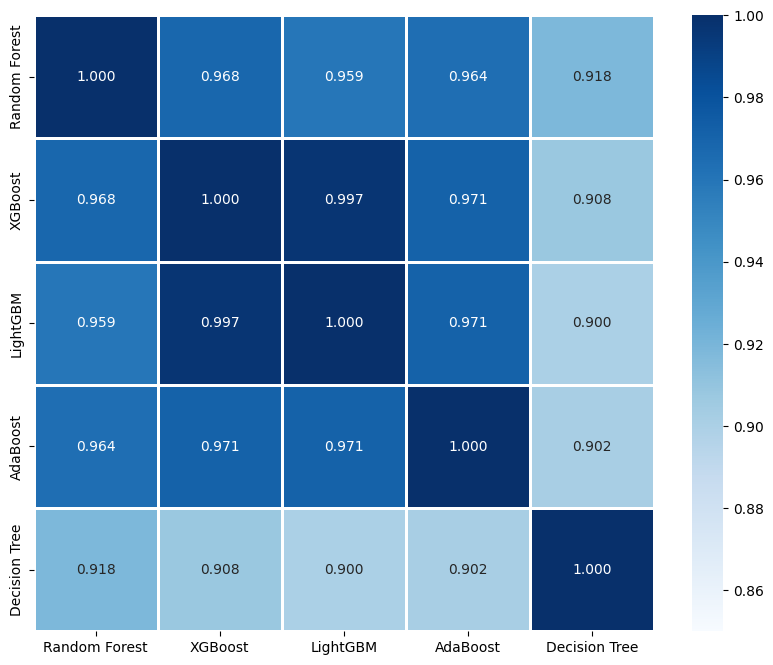 Random Forest 1.000 0.968 0.959 0.964 0.918
XGBoost 0.968 1.000 0.997 0.971 0.908
LightGBM 0.959 0.997 1.000 0.971 0.900
AdaBoost 0.964 0.971 0.971 1.000 0.902
Decision Tree 0.918 0.908 0.900 0.902 1.000
Random Forest XGBoost LightGBM AdaBoost Decision Tree
1.00
0.98
0.96
0.94
0.92
0.90
0.88
0.86